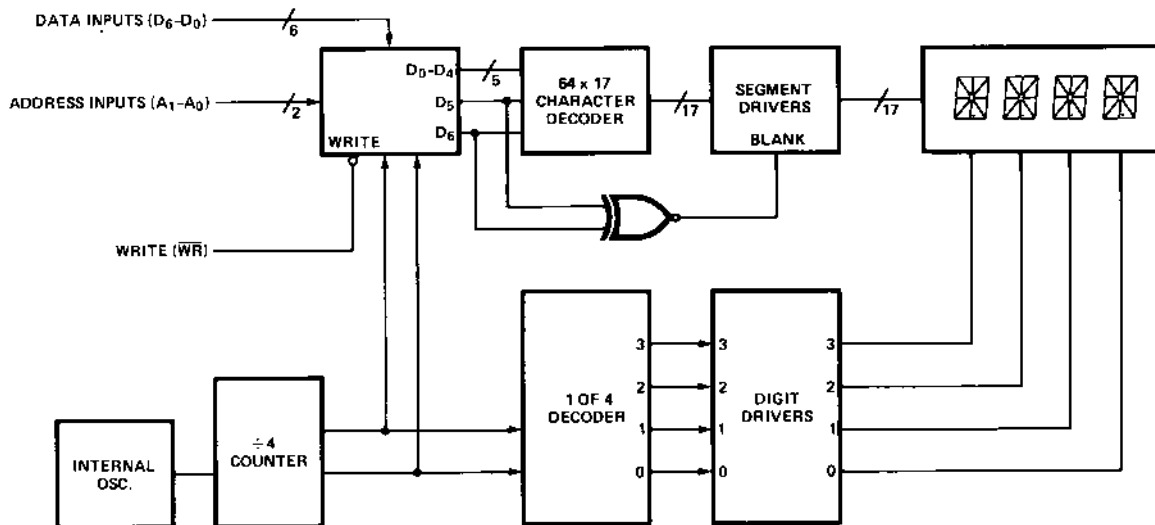 DATA INPUTS (D6-D0)
6
ADDRESS INPUTS (A1-A0)
2
D0-D4
5
D5
D6
WRITE
64 x 17
CHARACTER
DECODER
17
SEGMENT
DRIVERS
BLANK
17
WRITE (W̅R̅)
INTERNAL
OSC.
÷4
COUNTER
1 OF 4
DECODER
3
2
1
0
3
2
1
0
DIGIT
DRIVERS
3
2
1
0